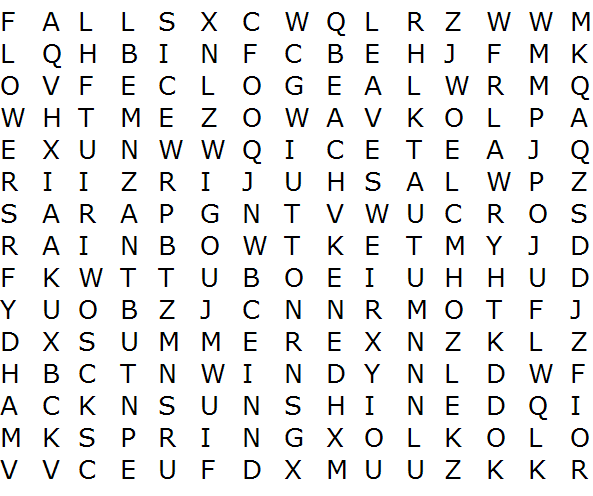 F A L L S X C W Q L R Z W W M
L Q H B I N F C B E H J F M K
O V F E C L O G E A L W R M Q
W H T M E Z O W A V K O L P A
E X U N W W Q I C E T E A J Q
R I I Z R I J U H S A L W P Z
S A R A P G N T V W U C R O S
R A I N B O W T K E T M Y J D
F K W T T U B O E I U H H U D
Y U O B Z J C N N R M O T F J
D X S U M M E R E X N Z K L Z
H B C T N W I N D Y N L D W F
A C K N S U N S H I N E D Q I
M K S P R I N G X O L K O L O
V V C E U F D X M U U Z K K R